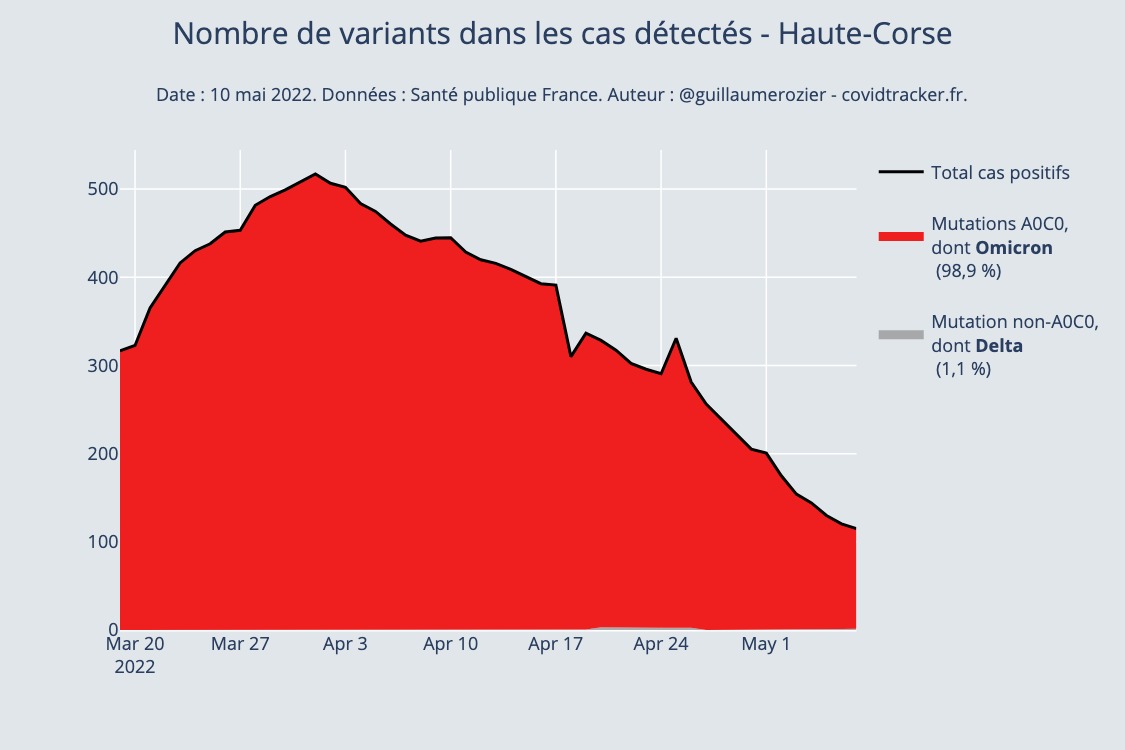 Nombre de variants dans les cas détectés - Haute-Corse
Date : 10 mai 2022. Données : Santé publique France. Auteur : @guillaumerozier - covidtracker.fr.
Total cas positifs
Mutations A0C0,
dont Omicron
(98,9 %)
Mutation non-A0C0,
dont Delta
(1,1 %)
500
400
300
200
100
0
Mar 20
2022
Mar 27
Apr 3
Apr 10
Apr 17
Apr 24
May 1